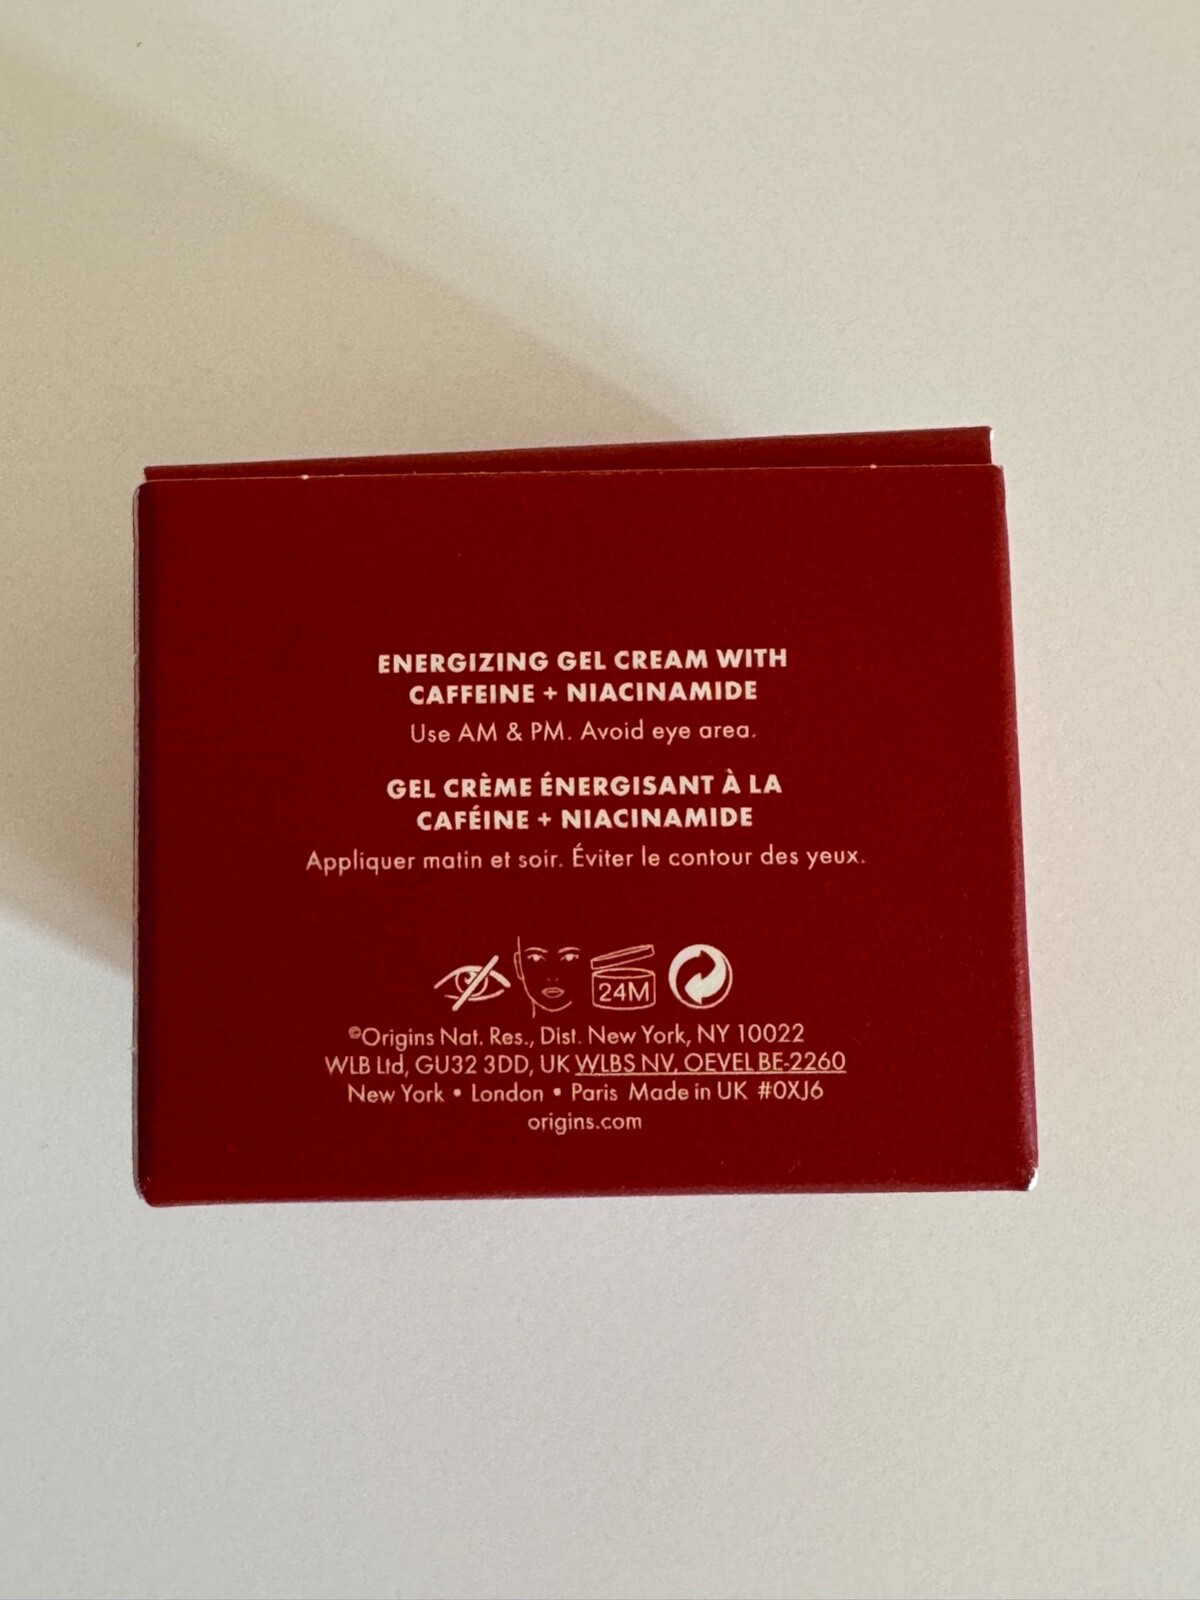 ENERGIZING GEL CREAM WITH
CAFFEINE + NIACINAMIDE
Use AM & PM. Avoid eye area.
GEL CRÈME ÉNERGISANT À LA
CAFÉINE + NIACINAMIDE
Appliquer matin et soir. Éviter le contour des yeux.
24M
©Origins Nat. Res., Dist. New York, NY 10022
WLB Ltd, GU32 3DD, UK WLBS NV, OEVEL BE-2260
New York • London • Paris Made in UK #0XJ6
origins.com